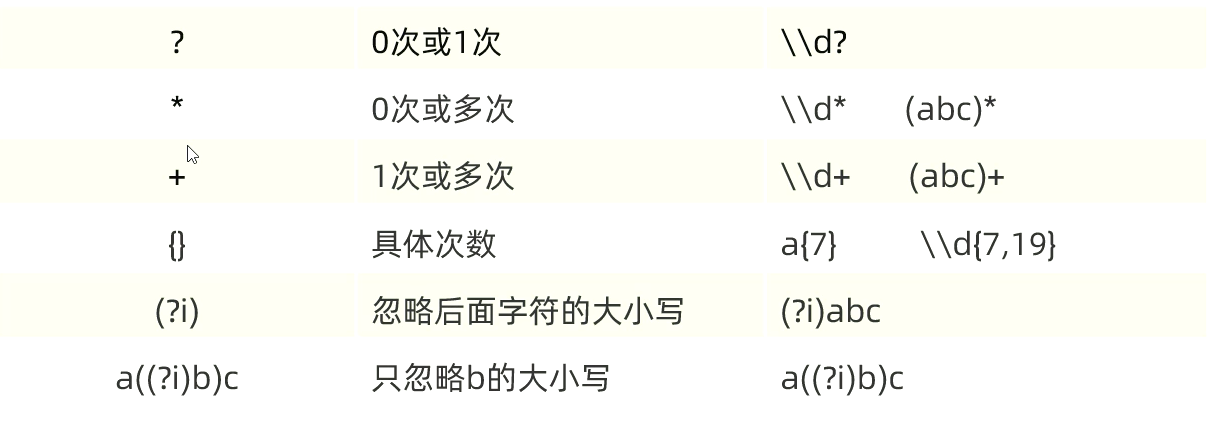 ? 0次或1次 \\d?
* 0次或多次 \\d* (abc)*
+ 1次或多次 \\d+ (abc)+
{} 具体次数 a{7} \\d{7,19}
(?i) 忽略后面字符的大小写 (?i)abc
a((?i)b)c 只忽略b的大小写 a((?i)b)c